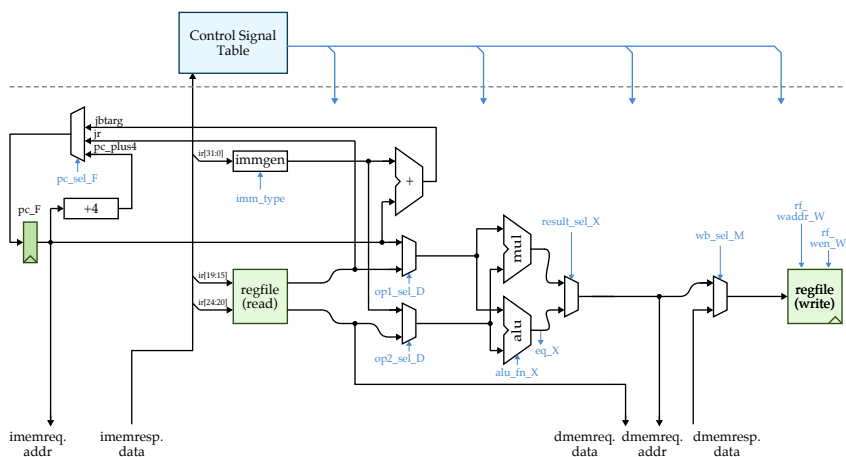 Control Signal
Table
jbtarg
jr
pc_plus4
pc_sel_F
ir[31:0]
immgen
imm_type
+
pc_F
+4
result_sel_X
mul
wb_sel_M
rf_
waddr_W
rf_
wen_W
ir[19:15]
ir[24:20]
regfile
(read)
op1_sel_D
op2_sel_D
alu
eq_X
alu_fn_X
regfile
(write)
imemreq.
addr
imemresp.
data
dmemreq.
data
dmemreq.
addr
dmemresp.
data